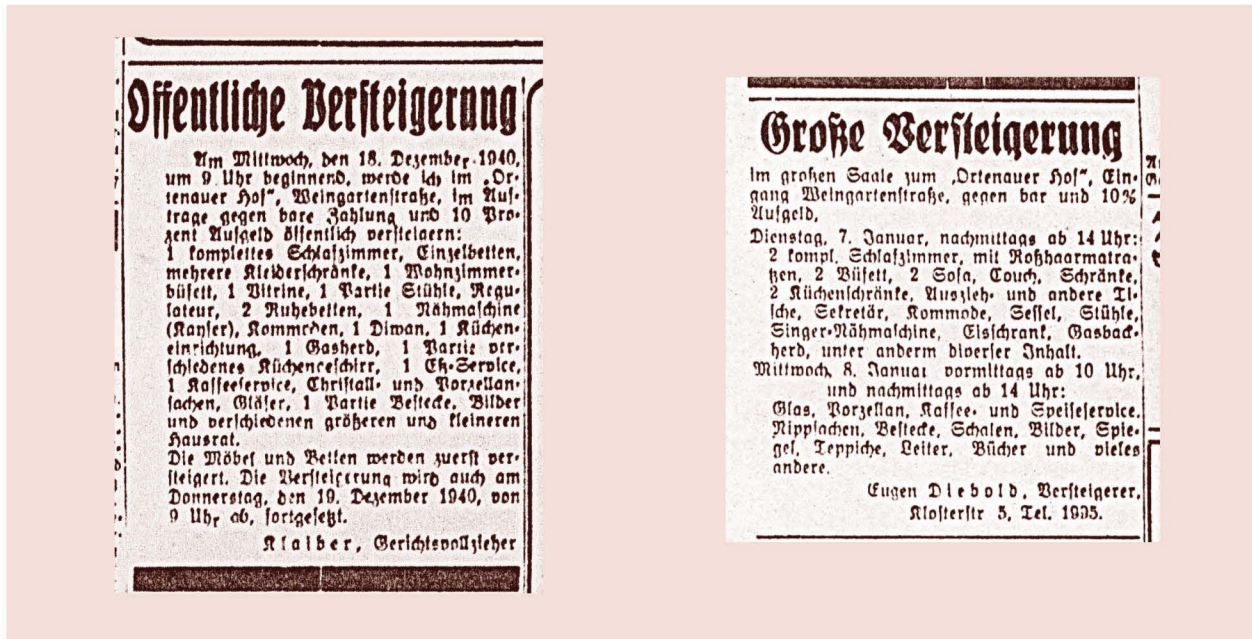 Öffentliche Versteigerung
Am Mittwoch, den 18. Dezember 1940,
um 9 Uhr beginnend, werde ich im „Or-
tenauer Hof“, Weingartenstraße, im Auf-
trage gegen bare Zahlung und 10 Pro-
zent Aufgeld öffentlich versteigern:
1 komplettes Schlafzimmer, Einzelbetten,
mehrere Kleiderschränke, 1 Wohnzimmer-
büfett, 1 Vitrine, 1 Partie Stühle, Regu-
lateur, 2 Ruhebetten, 1 Nähmaschine
(Kayser), Kommoden, 1 Diwan, 1 Küchen-
einrichtung, 1 Gasherd, 1 Partie ver-
schiedenes Küchengeschirr, 1 Eß-Service,
1 Kaffeeservice, Christall- und Porzellan-
sachen, Gläser, 1 Partie Bestecke, Bilder
und verschiedenen größeren und kleineren
Hausrat.
Die Möbel und Betten werden zuerst ver-
steigert. Die Versteigerung wird auch am
Donnerstag, den 19. Dezember 1940, von
9 Uhr ab, fortgesetzt.
Klaiber, Gerichtsvollzieher
Große Versteigerung
im großen Saale zum „Ortenauer Hof“, Ein-
gang Weingartenstraße, gegen bar und 10%
Aufgeld,
Dienstag, 7. Januar, nachmittags ab 14 Uhr:
2 kompl. Schlafzimmer, mit Roßhaarmatra-
tzen, 2 Büfett, 2 Sofa, Couch, Schränke,
2 Küchenschränke, Auszieh- und andere Ti-
sche, Sekretär, Kommode, Sessel, Stühle,
Singer-Nähmaschine, Eisschrank, Gasback-
herd, unter anderm diverser Inhalt.
Mittwoch, 8. Januar vormittags ab 10 Uhr,
und nachmittags ab 14 Uhr:
Glas, Porzellan, Kaffee- und Speiseservice.
Nippsachen, Bestecke, Schalen, Bilder, Spie-
gel, Teppiche, Leiter, Bücher und vieles
andere.
Eugen Diebold, Versteigerer,
Klosterstr 5, Tel. 1995.